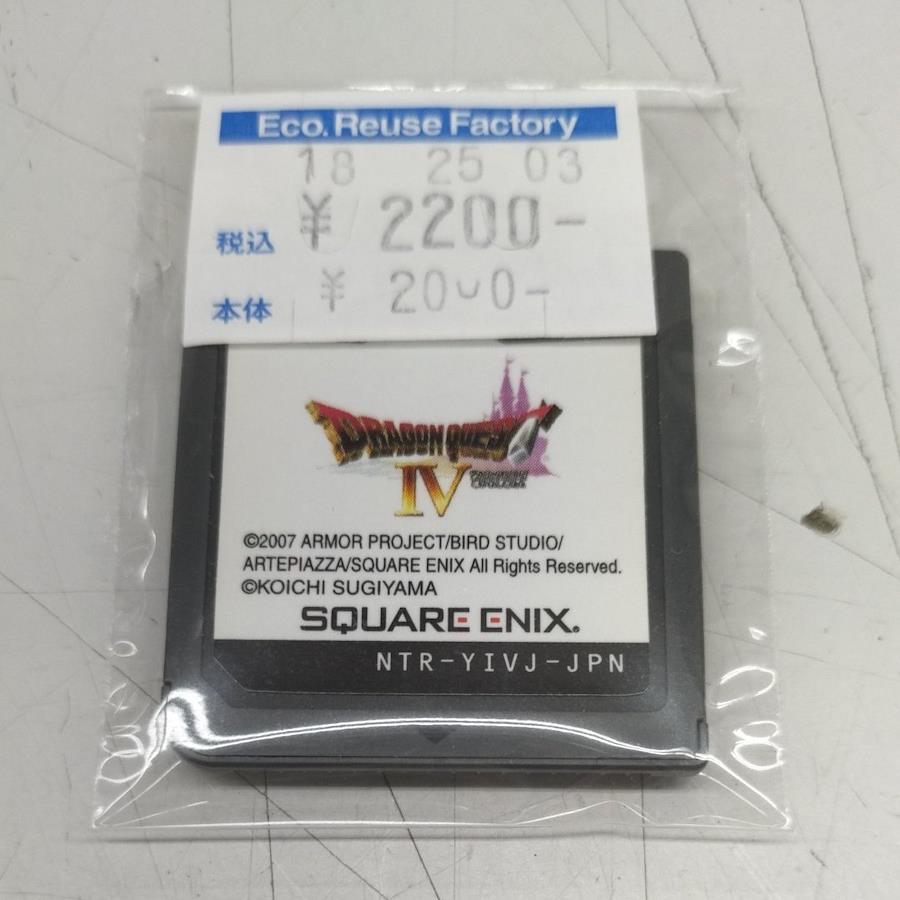 Eco. Reuse Factory
18 25 03
税込 ¥ 2200-
本体 ¥ 2000-
DRAGON QUEST
IV
©2007 ARMOR PROJECT/BIRD STUDIO/
ARTEPIAZZA/SQUARE ENIX All Rights Reserved.
©KOICHI SUGIYAMA
SQUARE ENIX.
NTR-YIVJ-JPN